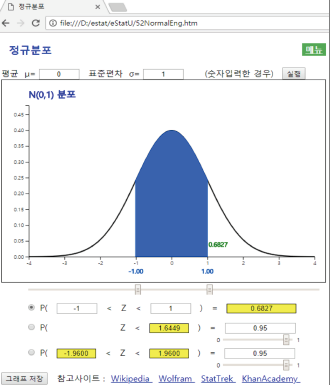 정규분포
file:///D:/estat/eStatU/52NormalEng.htm
정규분포 메뉴
평균 μ= 0 표준편차 σ= 1 (숫자입력한 경우) 실행
N(0,1) 분포
0.45
0.40
0.35
0.30
0.25
0.20
0.15
0.10
0.05
0.00
0.6827
-4 -3 -2 -1 0 1 2 3 4
-1.00 1.00
P( -1 < Z < 1 ) = 0.6827
P( Z < 1.6449 ) = 0.95
0 1
P( -1.9600 < Z < 1.9600 ) = 0.95
0 1
그래프 저장 참고사이트 : Wikipedia Wolfram StatTrek KhanAcademy